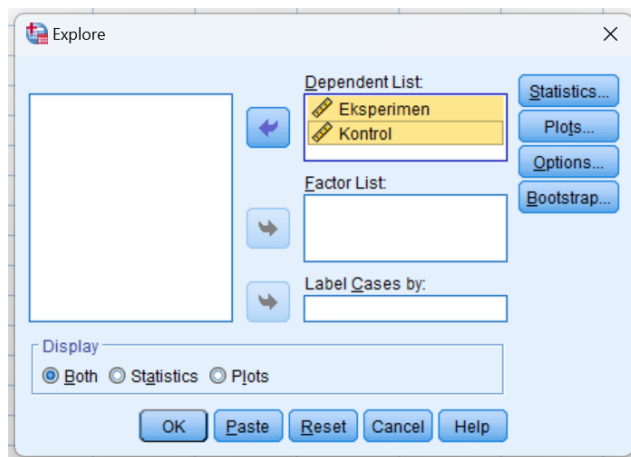 Explore
Dependent List:
Eksperimen
Kontrol
Statistics...
Plots...
Options...
Bootstrap...
Factor List:
Label Cases by:
Display
Both Statistics Plots
OK Paste Reset Cancel Help